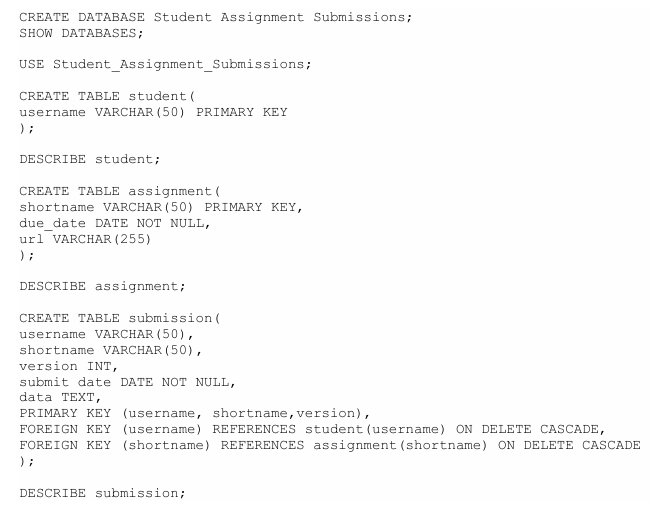 CREATE DATABASE Student Assignment Submissions;
SHOW DATABASES;
USE Student_Assignment_Submissions;
CREATE TABLE student(
username VARCHAR(50) PRIMARY KEY
);
DESCRIBE student;
CREATE TABLE assignment(
shortname VARCHAR(50) PRIMARY KEY,
due_date DATE NOT NULL,
url VARCHAR(255)
);
DESCRIBE assignment;
CREATE TABLE submission(
username VARCHAR(50),
shortname VARCHAR(50),
version INT,
submit date DATE NOT NULL,
data TEXT,
PRIMARY KEY (username, shortname,version),
FOREIGN KEY (username) REFERENCES student(username) ON DELETE CASCADE,
FOREIGN KEY (shortname) REFERENCES assignment(shortname) ON DELETE CASCADE
);
DESCRIBE submission;